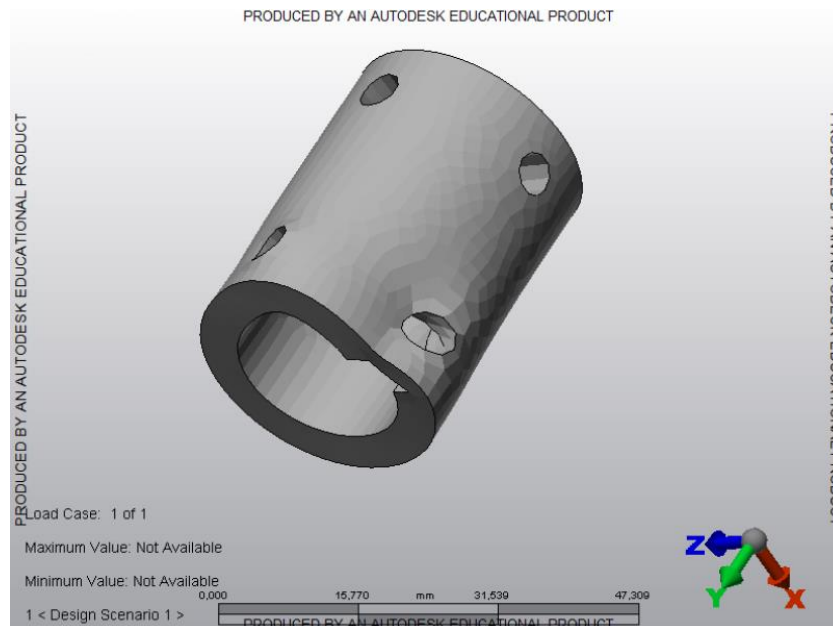 PRODUCED BY AN AUTODESK EDUCATIONAL PRODUCT
PRODUCED BY AN AUTODESK EDUCATIONAL PRODUCT
Load Case: 1 of 1
Maximum Value: Not Available
Minimum Value: Not Available
1 < Design Scenario 1 >
0,000 15,770 mm 31,539 47,309
PRODUCED BY AN AUTODESK EDUCATIONAL PRODUCT
Z
Y
X